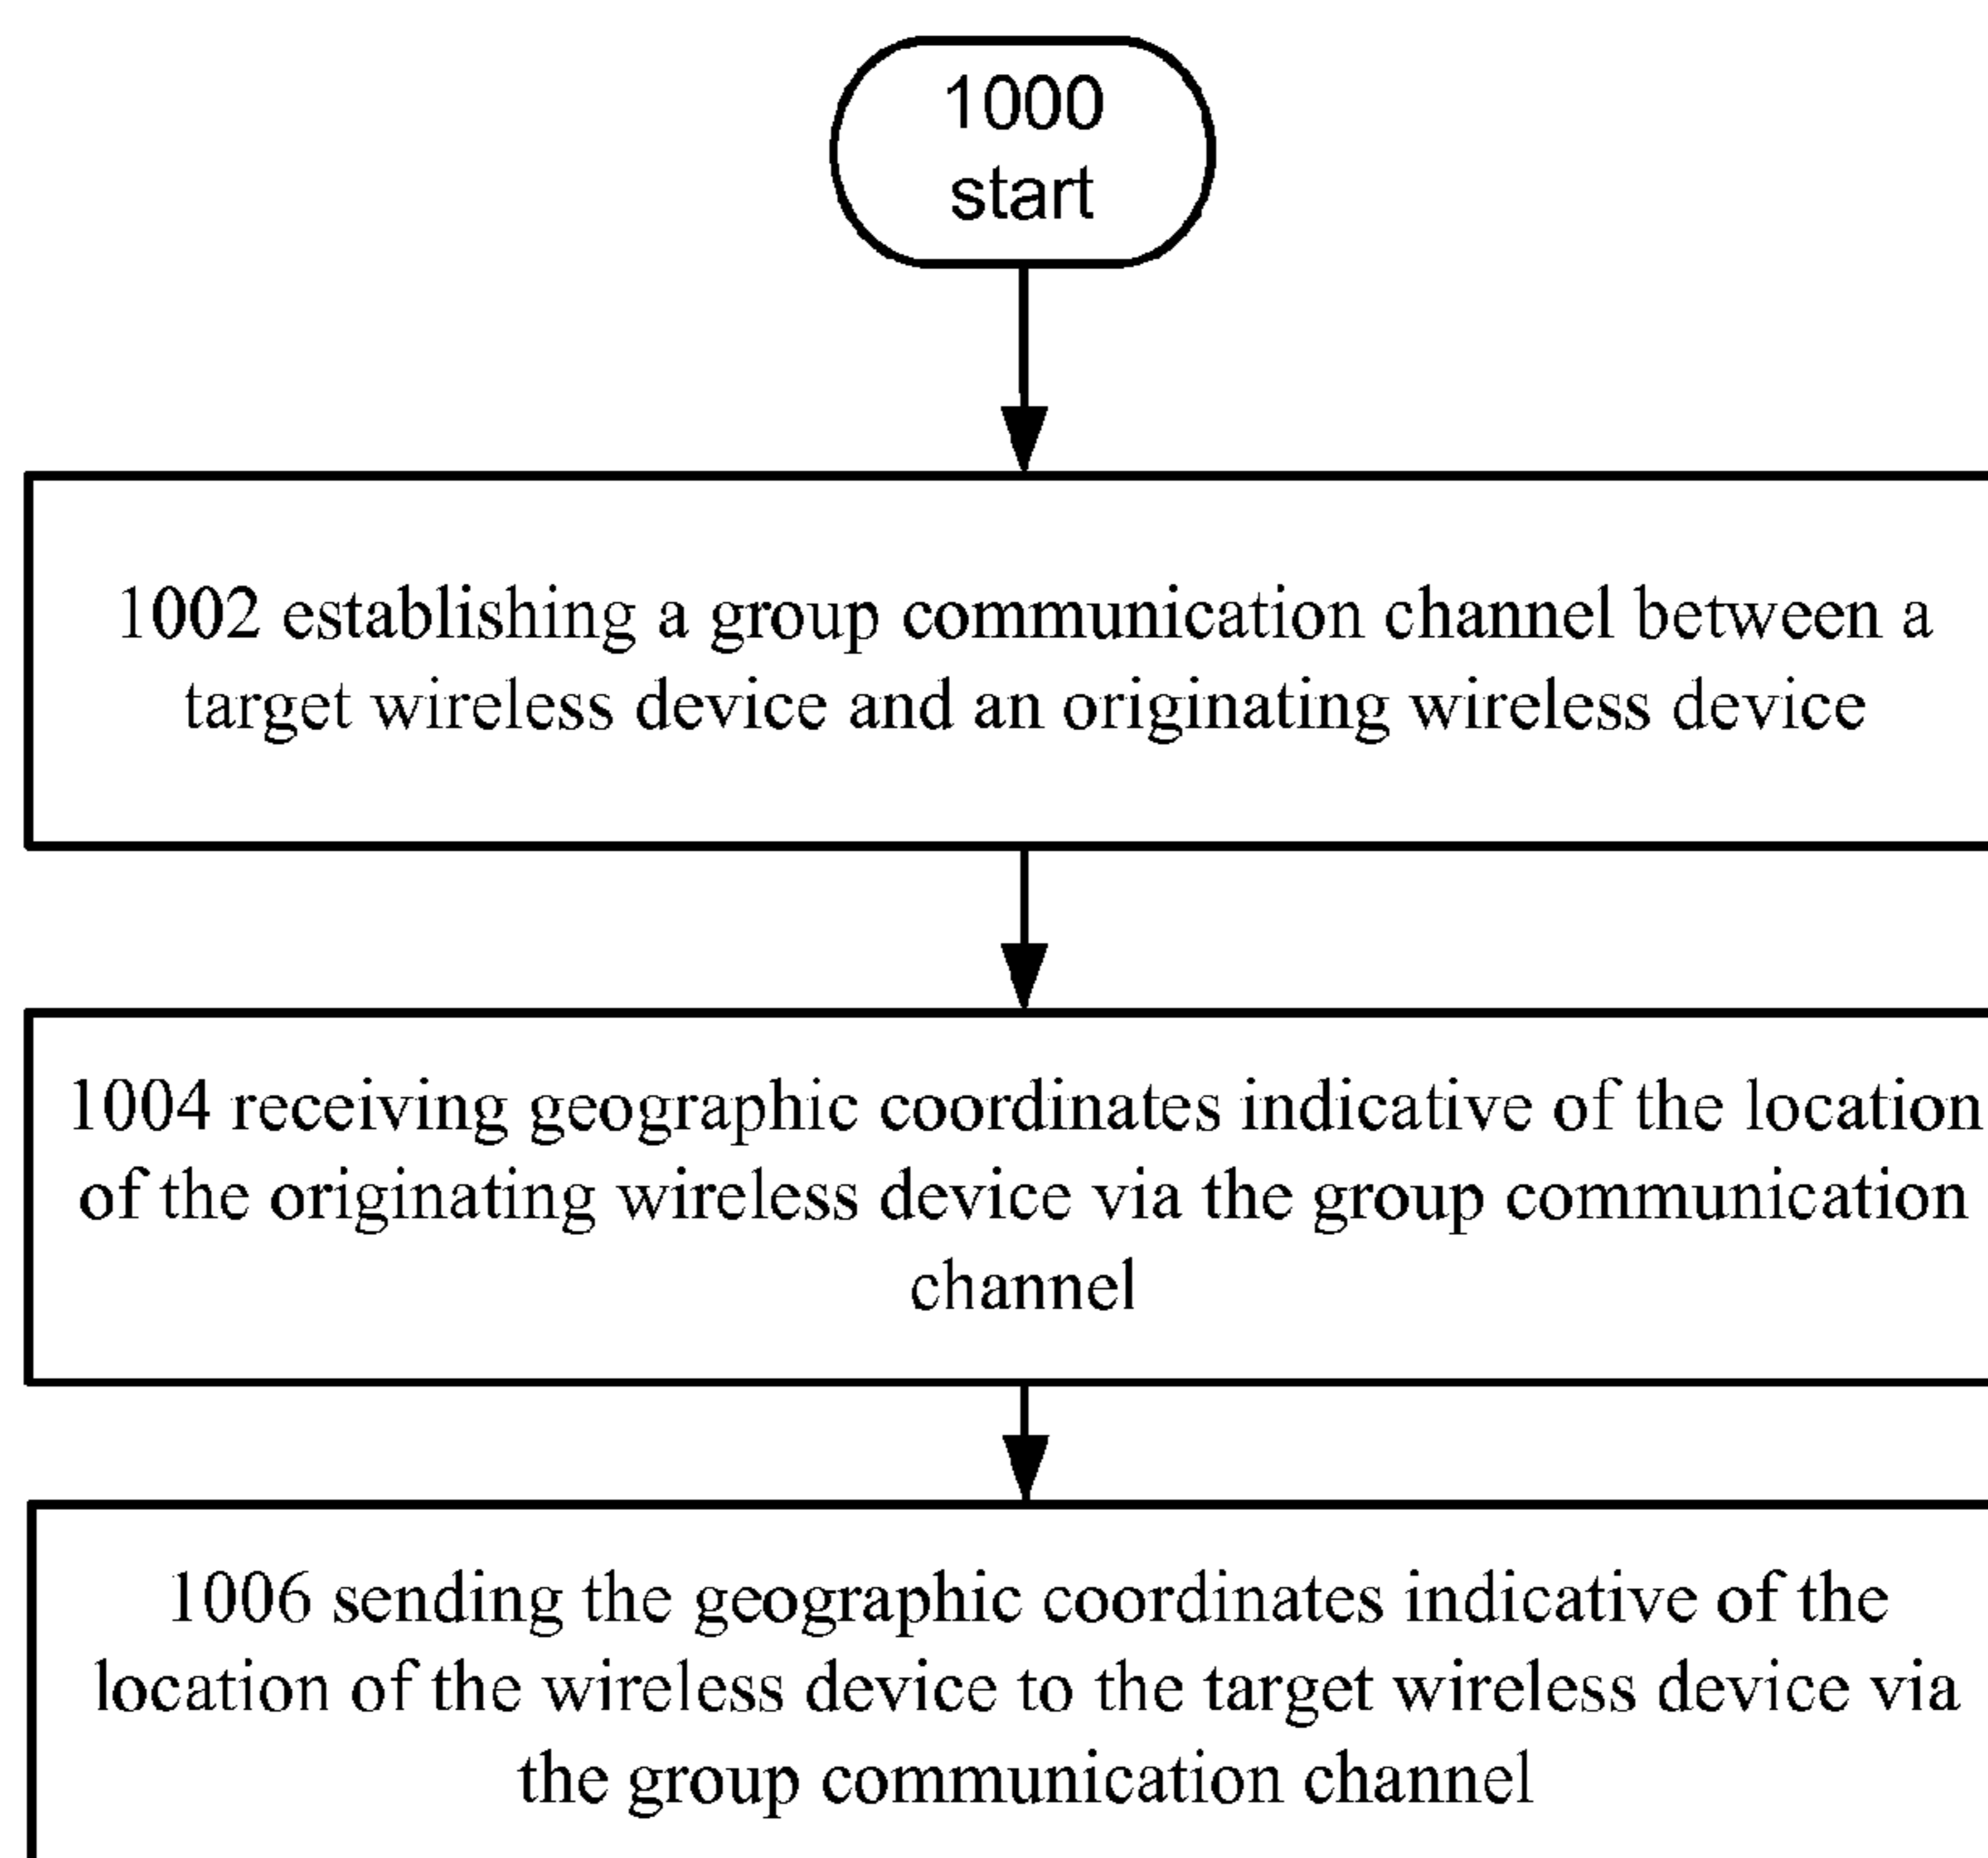 1000
start
1002 establishing a group communication channel between a
target wireless device and an originating wireless device
1004 receiving geographic coordinates indicative of the location
of the originating wireless device via the group communication
channel
1006 sending the geographic coordinates indicative of the
location of the wireless device to the target wireless device via
the group communication channel